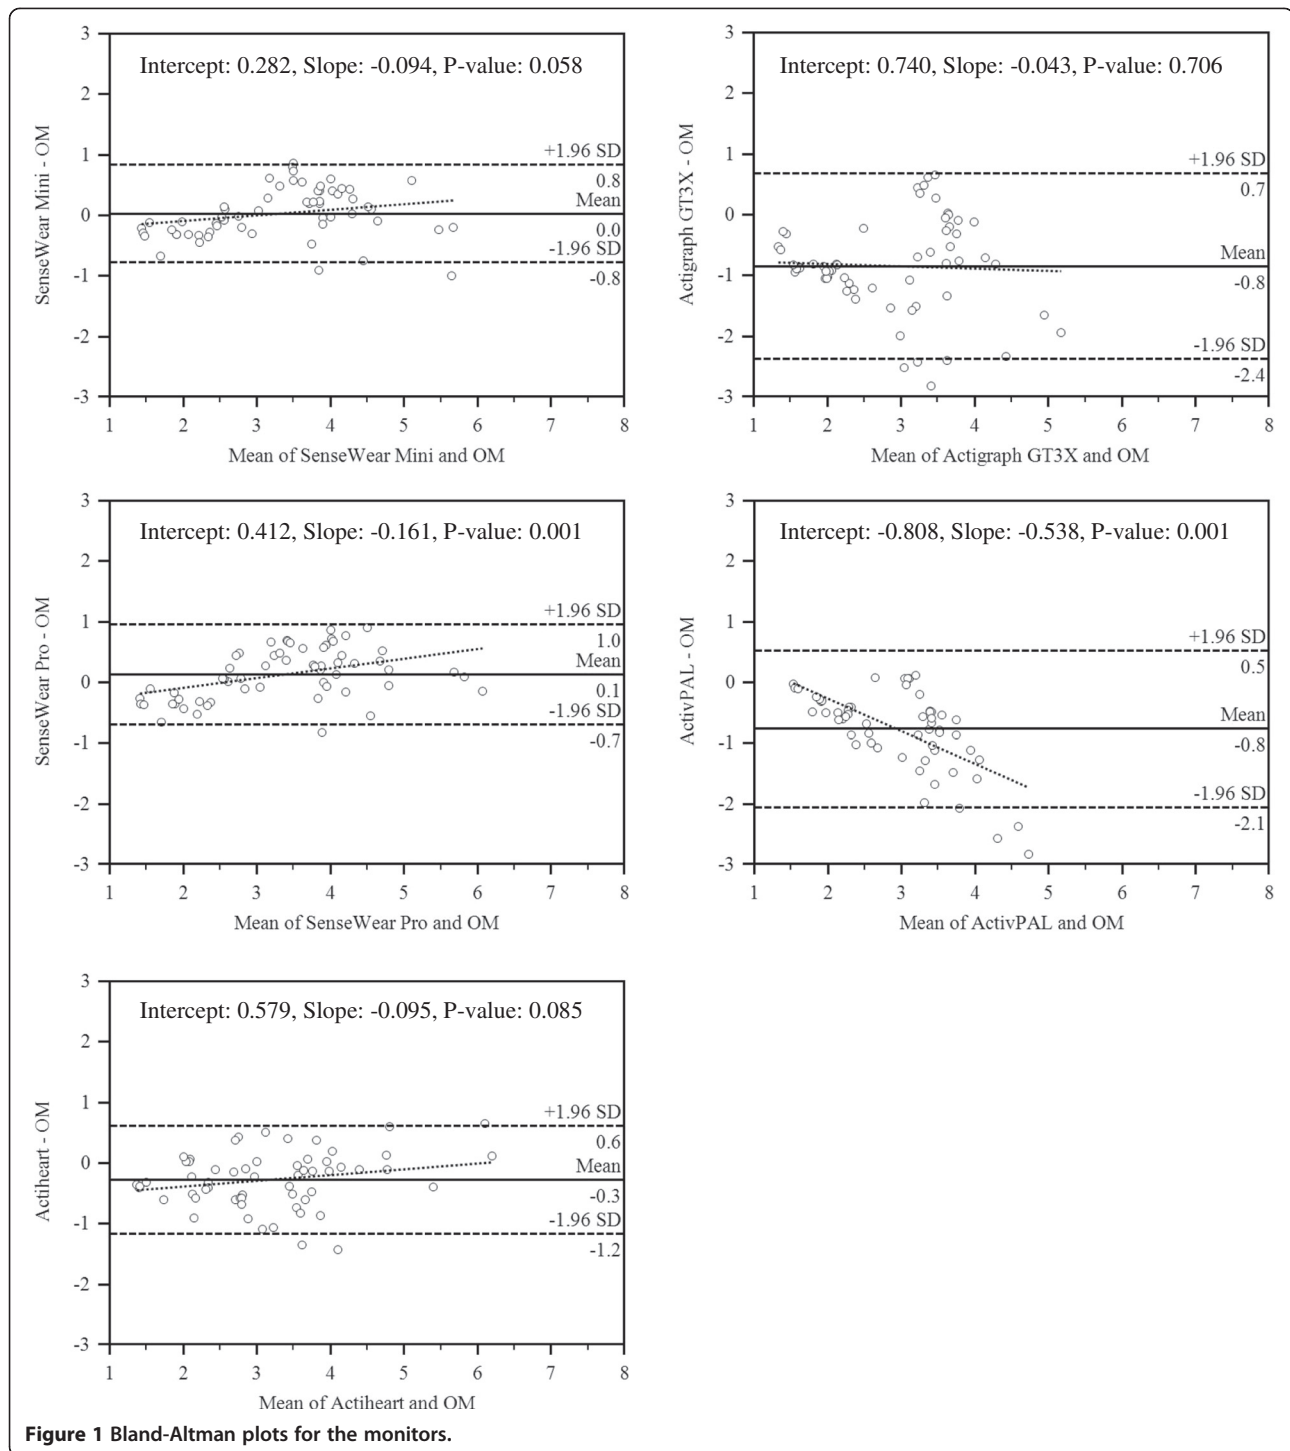 3
2
1
0
-1
-2
-3
SenseWear Mini - OM
Intercept: 0.282, Slope: -0.094, P-value: 0.058
+1.96 SD
0.8
Mean
0.0
-1.96 SD
-0.8
1 2 3 4 5 6 7 8
Mean of SenseWear Mini and OM
3
2
1
0
-1
-2
-3
Actigraph GT3X - OM
Intercept: 0.740, Slope: -0.043, P-value: 0.706
+1.96 SD
0.7
Mean
-0.8
-1.96 SD
-2.4
1 2 3 4 5 6 7 8
Mean of Actigraph GT3X and OM
3
2
1
0
-1
-2
-3
SenseWear Pro - OM
Intercept: 0.412, Slope: -0.161, P-value: 0.001
+1.96 SD
1.0
Mean
0.1
-1.96 SD
-0.7
1 2 3 4 5 6 7 8
Mean of SenseWear Pro and OM
3
2
1
0
-1
-2
-3
ActivPAL - OM
Intercept: -0.808, Slope: -0.538, P-value: 0.001
+1.96 SD
0.5
Mean
-0.8
-1.96 SD
-2.1
1 2 3 4 5 6 7 8
Mean of ActivPAL and OM
3
2
1
0
-1
-2
-3
Actiheart - OM
Intercept: 0.579, Slope: -0.095, P-value: 0.085
+1.96 SD
0.6
Mean
-0.3
-1.96 SD
-1.2
1 2 3 4 5 6 7 8
Mean of Actiheart and OM
Figure 1 Bland-Altman plots for the monitors.